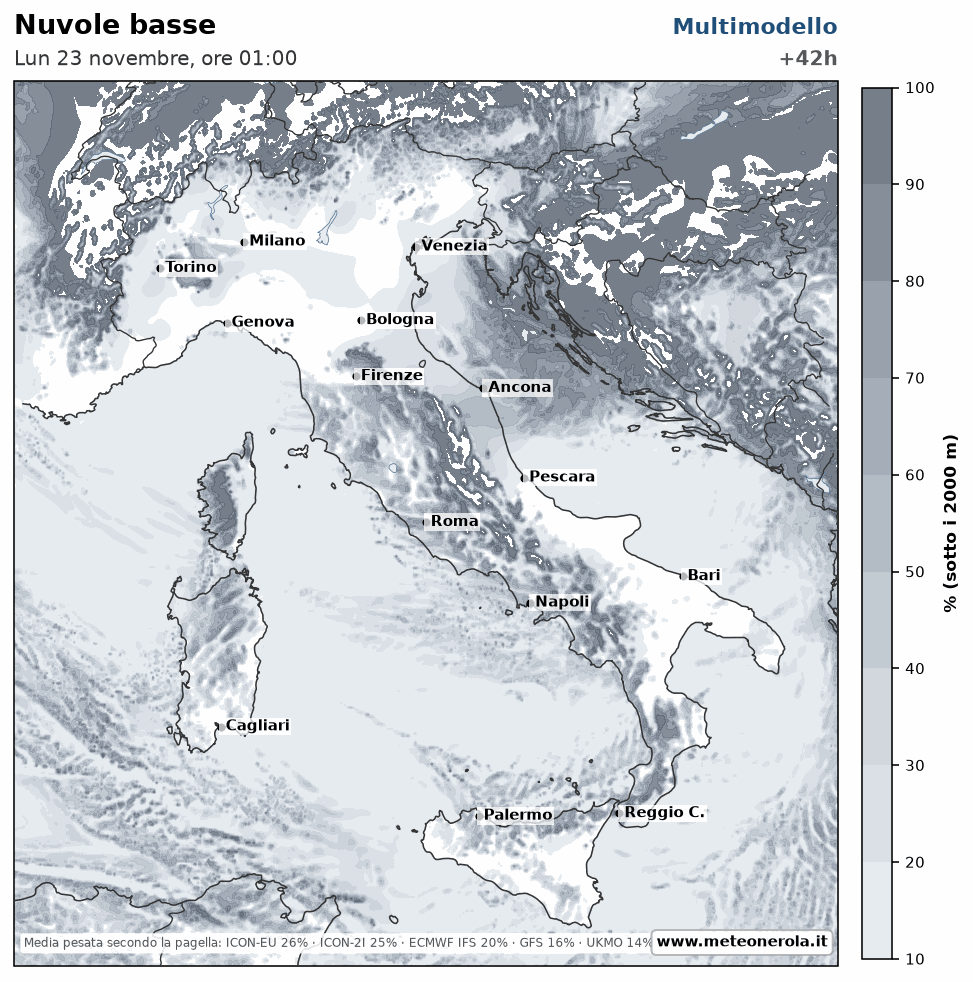 Nuvole basse
Multimodello
Lun 23 novembre, ore 01:00
+42h
Milano
Venezia
Torino
Genova
Bologna
Firenze
Ancona
Pescara
Roma
Bari
Napoli
Cagliari
Palermo
Reggio C.
Media pesata secondo la pagella: ICON-EU 26% · ICON-2I 25% · ECMWF IFS 20% · GFS 16% · UKMO 14%
www.meteonerola.it
100
90
80
70
60
50
40
30
20
10
% (sotto i 2000 m)